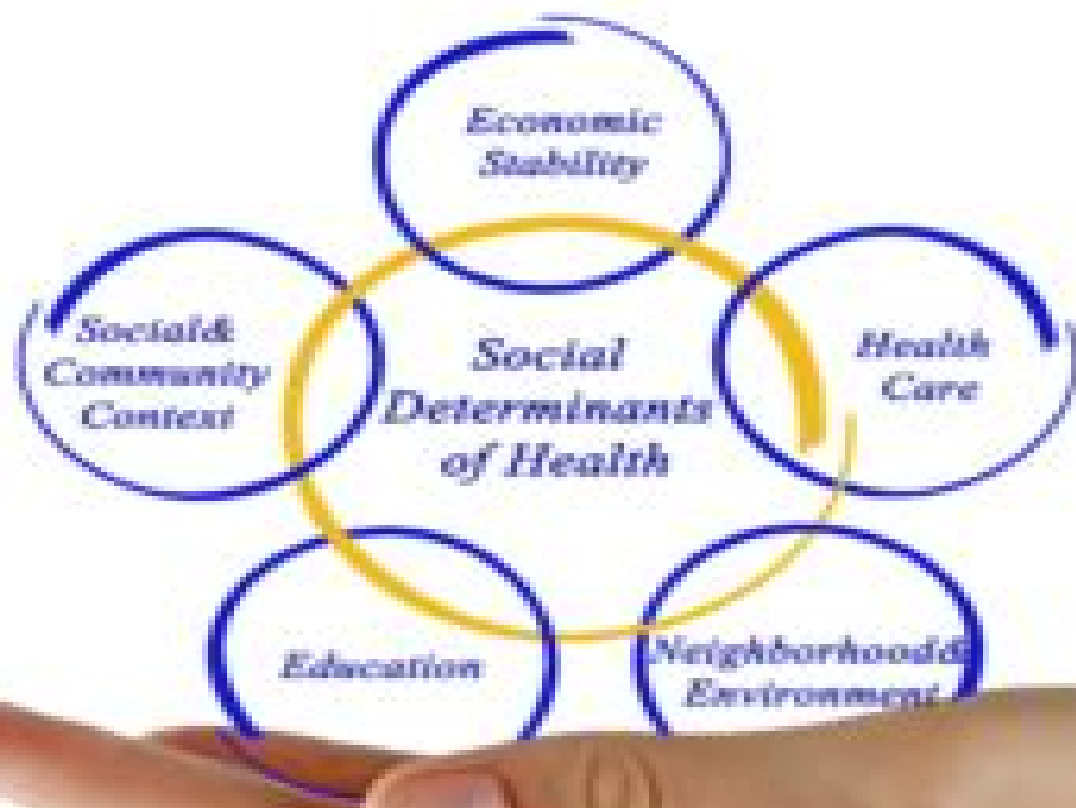 Economic
Stability
Social&
Community
Context
Social
Determinants
of Health
Health
Care
Education
Neighborhood&
Environment